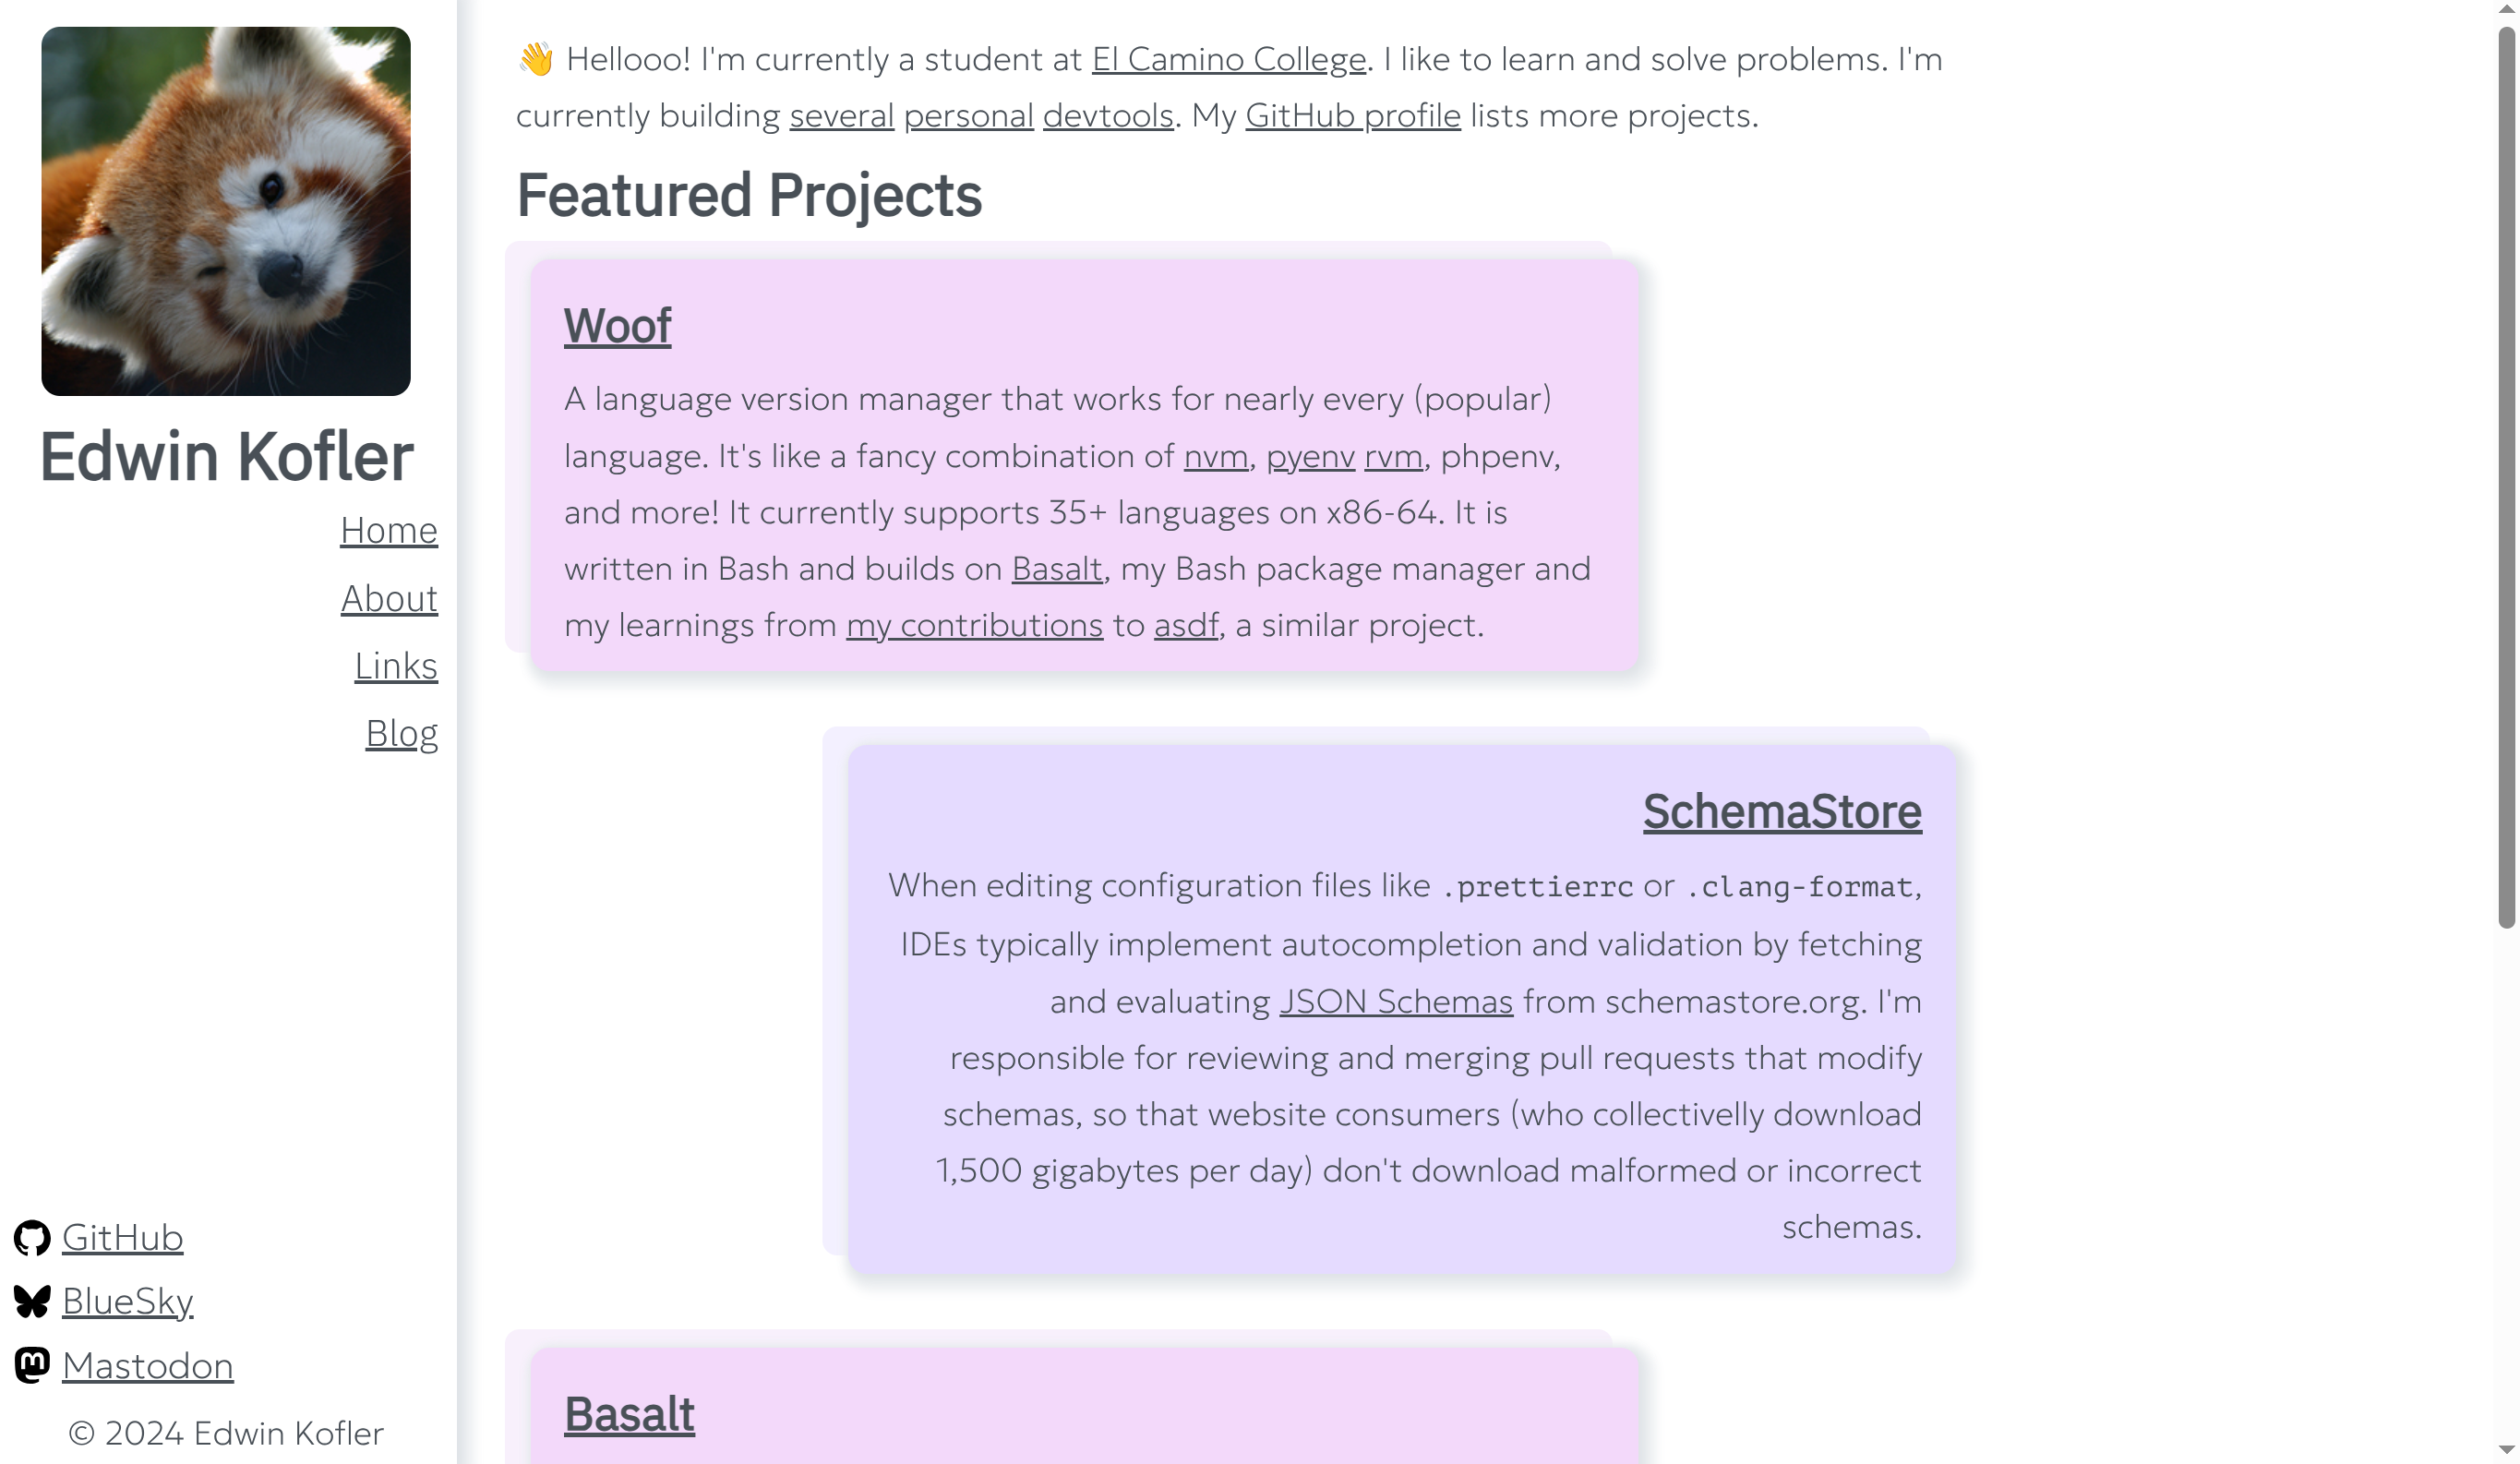 Edwin Kofler
Home
About
Links
Blog
GitHub
BlueSky
Mastodon
© 2024 Edwin Kofler
👋 Hellooo! I'm currently a student at El Camino College. I like to learn and solve problems. I'm
currently building several personal devtools. My GitHub profile lists more projects.
Featured Projects
Woof
A language version manager that works for nearly every (popular)
language. It's like a fancy combination of nvm, pyenv rvm, phpenv,
and more! It currently supports 35+ languages on x86-64. It is
written in Bash and builds on Basalt, my Bash package manager and
my learnings from my contributions to asdf, a similar project.
SchemaStore
When editing configuration files like .prettierrc or .clang-format,
IDEs typically implement autocompletion and validation by fetching
and evaluating JSON Schemas from schemastore.org. I'm
responsible for reviewing and merging pull requests that modify
schemas, so that website consumers (who collectivelly download
1,500 gigabytes per day) don't download malformed or incorrect
schemas.
Basalt